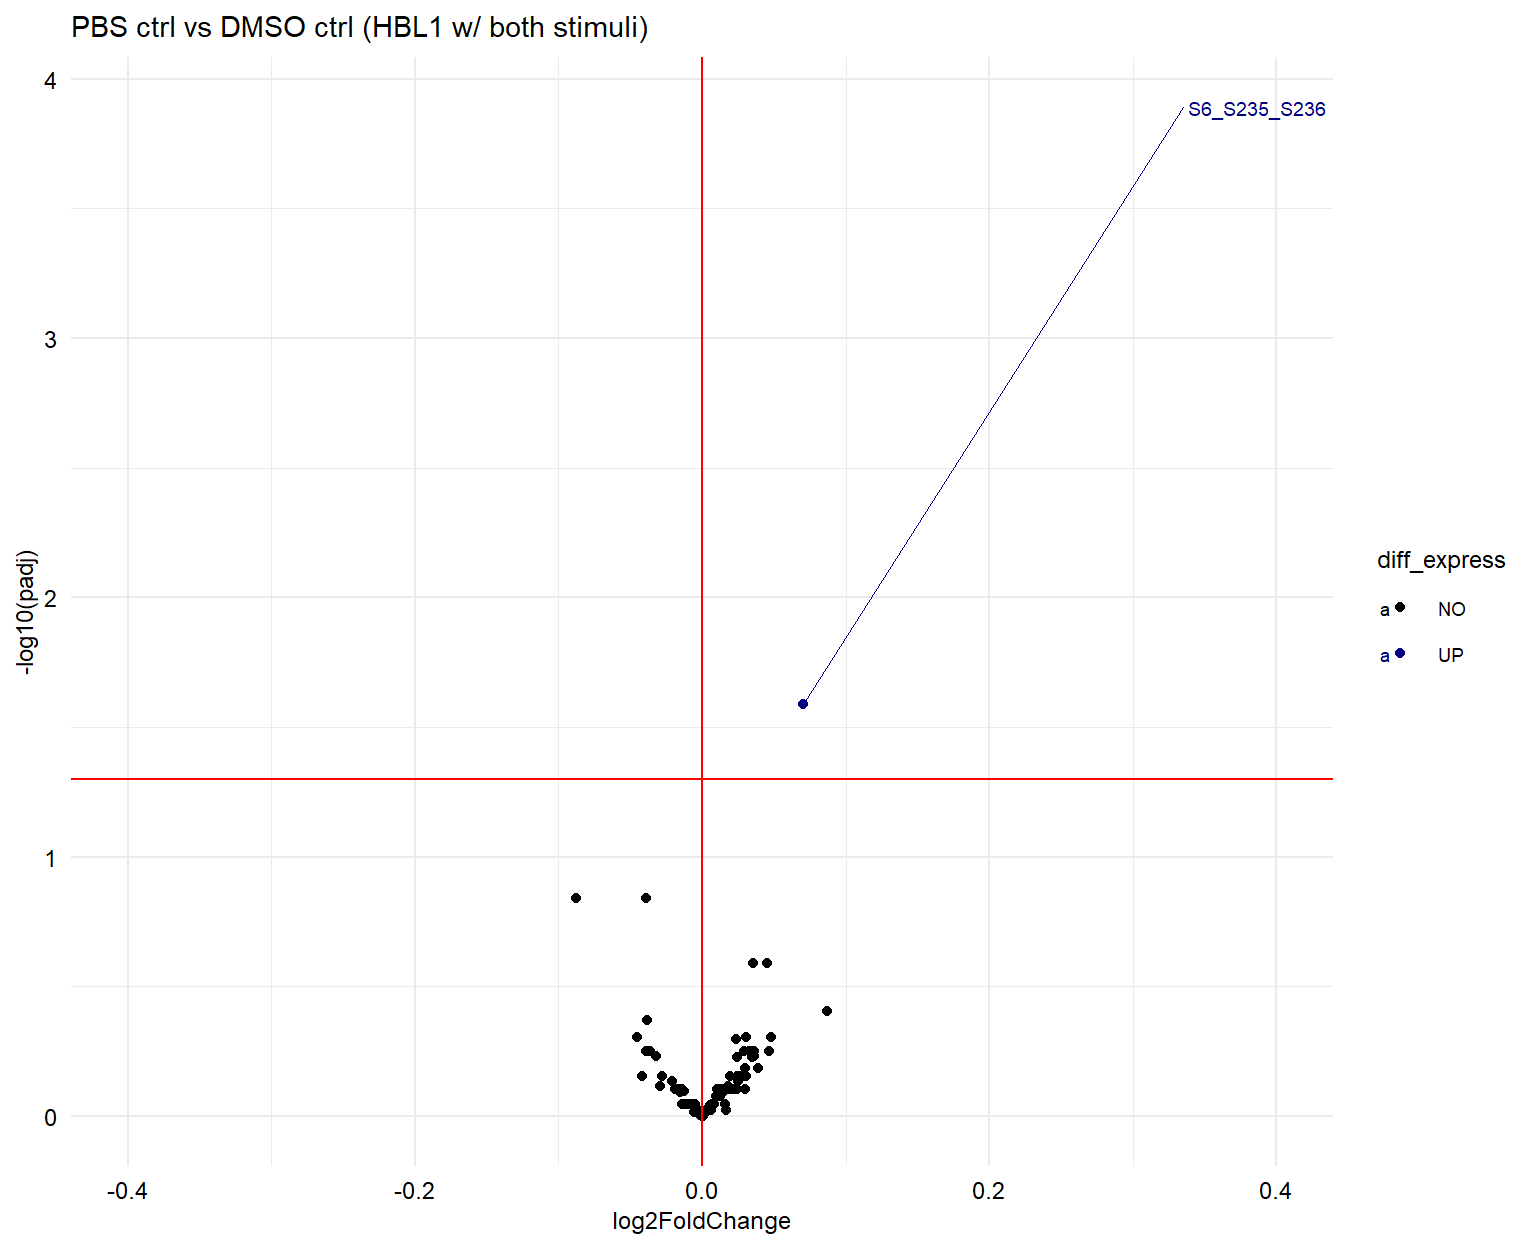 PBS ctrl vs DMSO ctrl (HBL1 w/ both stimuli)
4
3
2
1
0
-log10(padj)
S6_S235_S236
diff_express
a NO
a UP
-0.4 -0.2 0.0 0.2 0.4
log2FoldChange